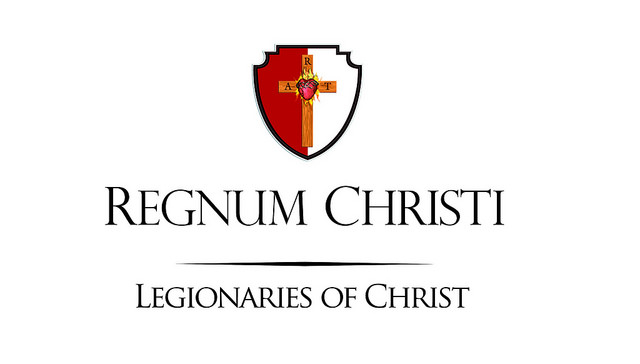 R
A T
REGNUM CHRISTI
LEGIONARIES OF CHRIST